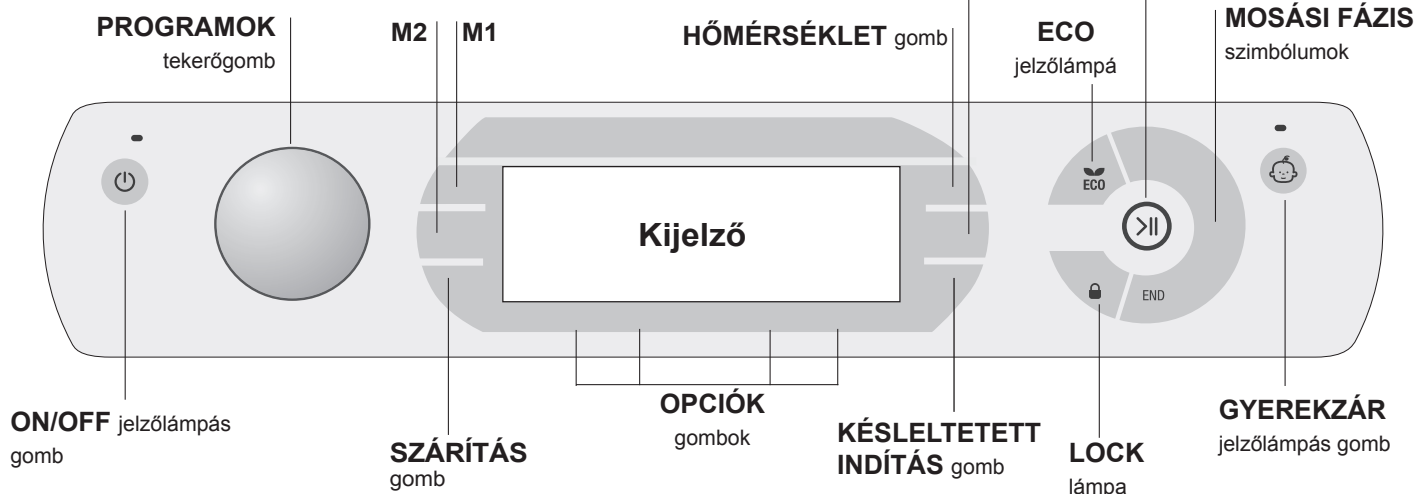 PROGRAMOK
tekerőgomb
M2
M1
HŐMÉRSÉKLET gomb
ECO
jelzőlámpá
MOSÁSI FÁZIS
szimbólumok
ECO
Kijelző
END
ON/OFF jelzőlámpás
gomb
SZÁRÍTÁS
gomb
OPCIÓK
gombok
KÉSLELTETETT
INDÍTÁS gomb
LOCK
lámpa
GYEREKZÁR
jelzőlámpás gomb